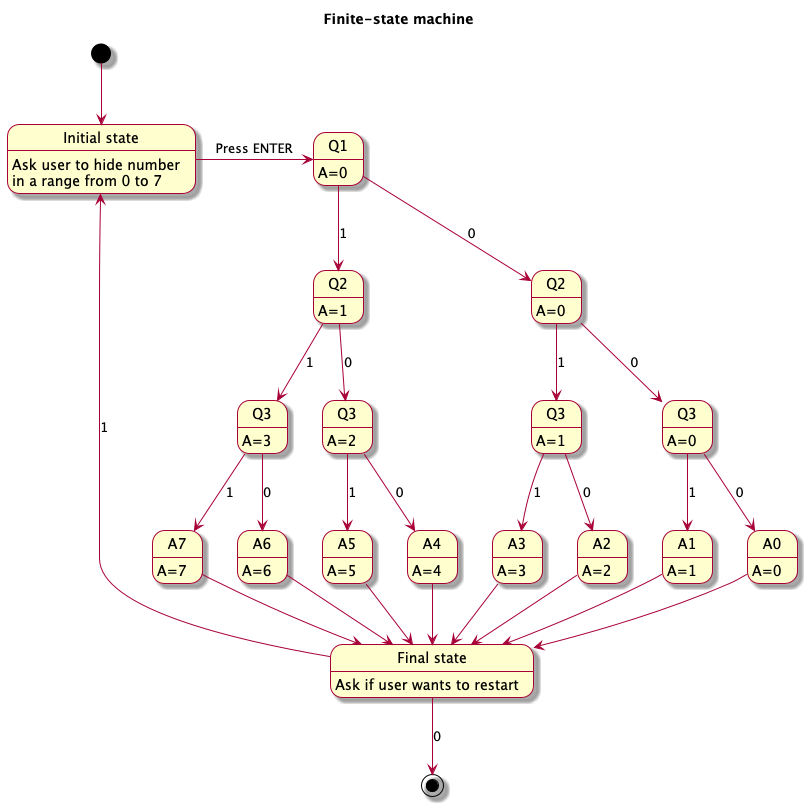 Finite-state machine
Initial state
Ask user to hide number
in a range from 0 to 7
Press ENTER
Q1
A=0
1
0
Q2
A=1
Q2
A=0
1
0
1
0
Q3
A=3
Q3
A=2
Q3
A=1
Q3
A=0
1
1
0
1
0
1
0
1
0
A7
A=7
A6
A=6
A5
A=5
A4
A=4
A3
A=3
A2
A=2
A1
A=1
A0
A=0
Final state
Ask if user wants to restart
0